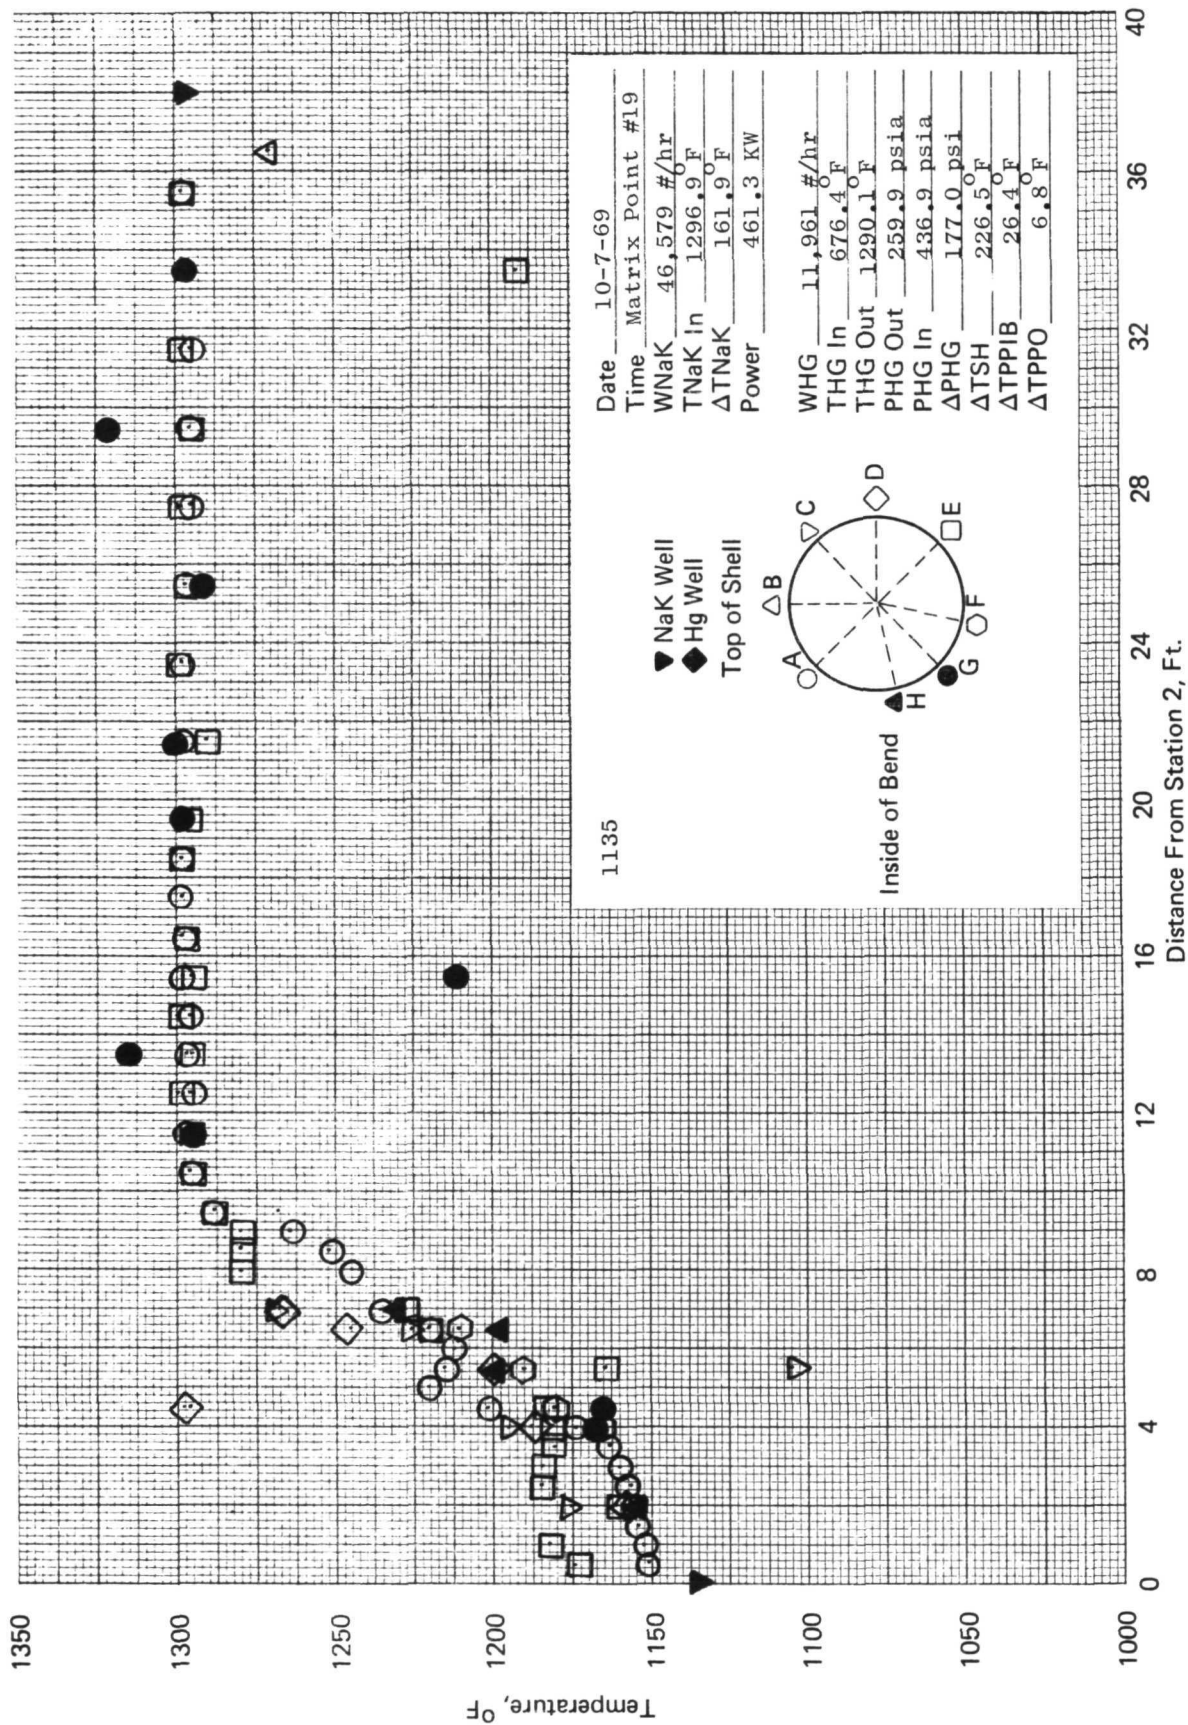 Temperature, °F
1350
1300
1250
1200
1150
1100
1050
1000
0
4
8
12
16
20
24
28
32
36
40
Distance From Station 2, Ft.
1135
NaK Well
Hg Well
Top of Shell
A
B
C
D
E
F
G
H
Inside of Bend
Date 10-7-69
Time Matrix Point #19
WNaK 46,579 #/hr
TNaK In 1296.9°F
ΔTNaK 161.9°F
Power 461.3 KW
WHG 11,961 #/hr
THG In 676.4°F
THG Out 1290.1°F
PHG Out 259.9 psia
PHG In 436.9 psia
ΔPHG 177.0 psi
ΔTSH 226.5°F
ΔTPPIB 26.4°F
ΔTPPO 6.8°F